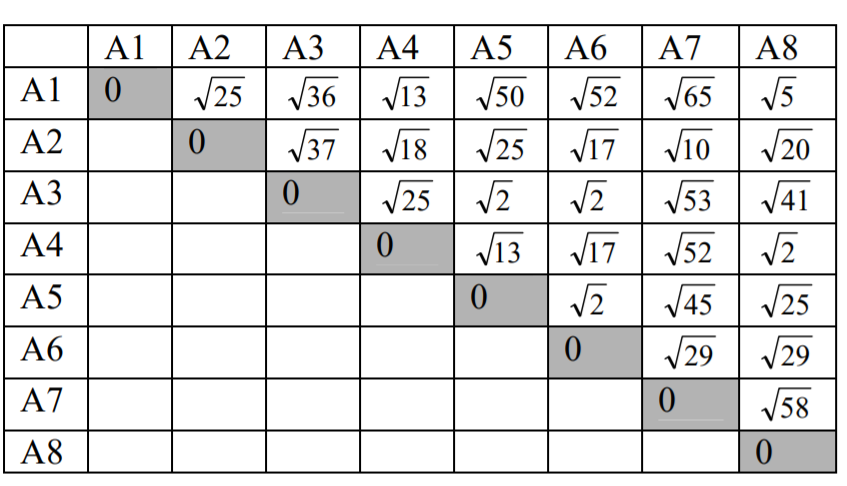 A1 A2 A3 A4 A5 A6 A7 A8
A1 0 √25 √36 √13 √50 √52 √65 √5
A2 0 √37 √18 √25 √17 √10 √20
A3 0 √25 √2 √2 √53 √41
A4 0 √13 √17 √52 √2
A5 0 √2 √45 √25
A6 0 √29 √29
A7 0 √58
A8 0